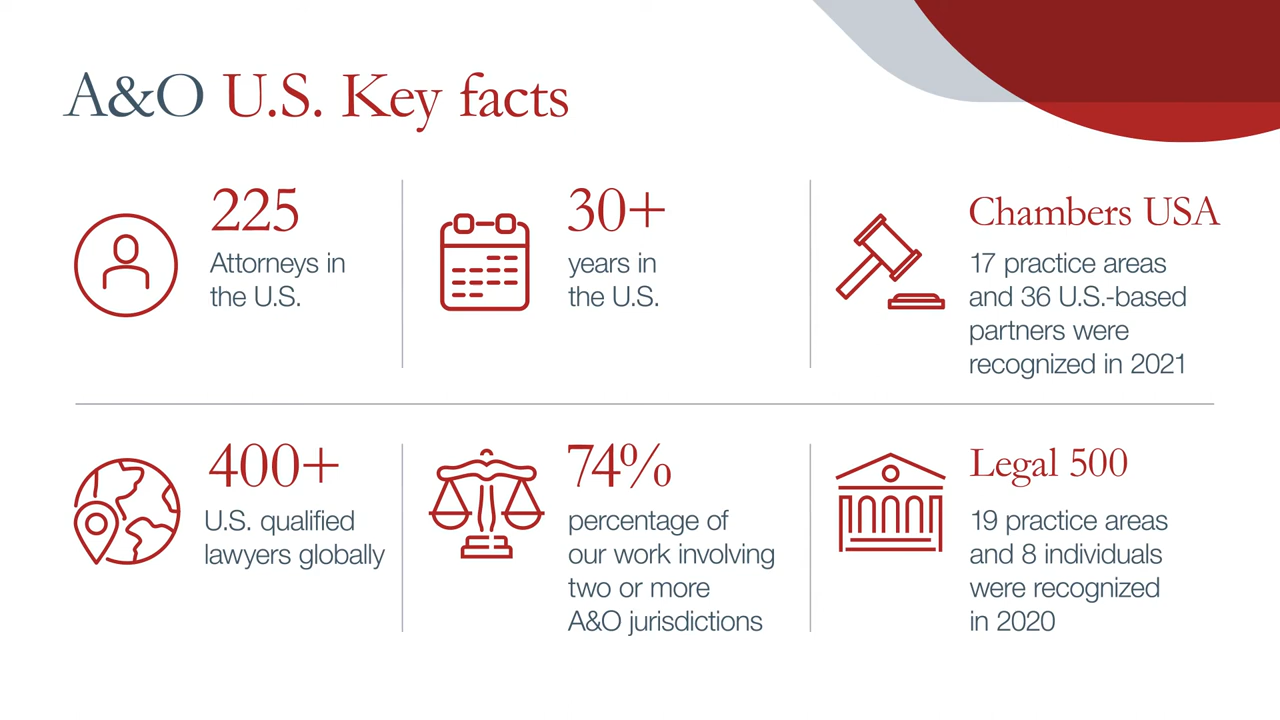 A&O U.S. Key facts
225
Attorneys in
the U.S.
30+
years in
the U.S.
Chambers USA
17 practice areas
and 36 U.S.-based
partners were
recognized in 2021
400+
U.S. qualified
lawyers globally
74%
percentage of
our work involving
two or more
A&O jurisdictions
Legal 500
19 practice areas
and 8 individuals
were recognized
in 2020